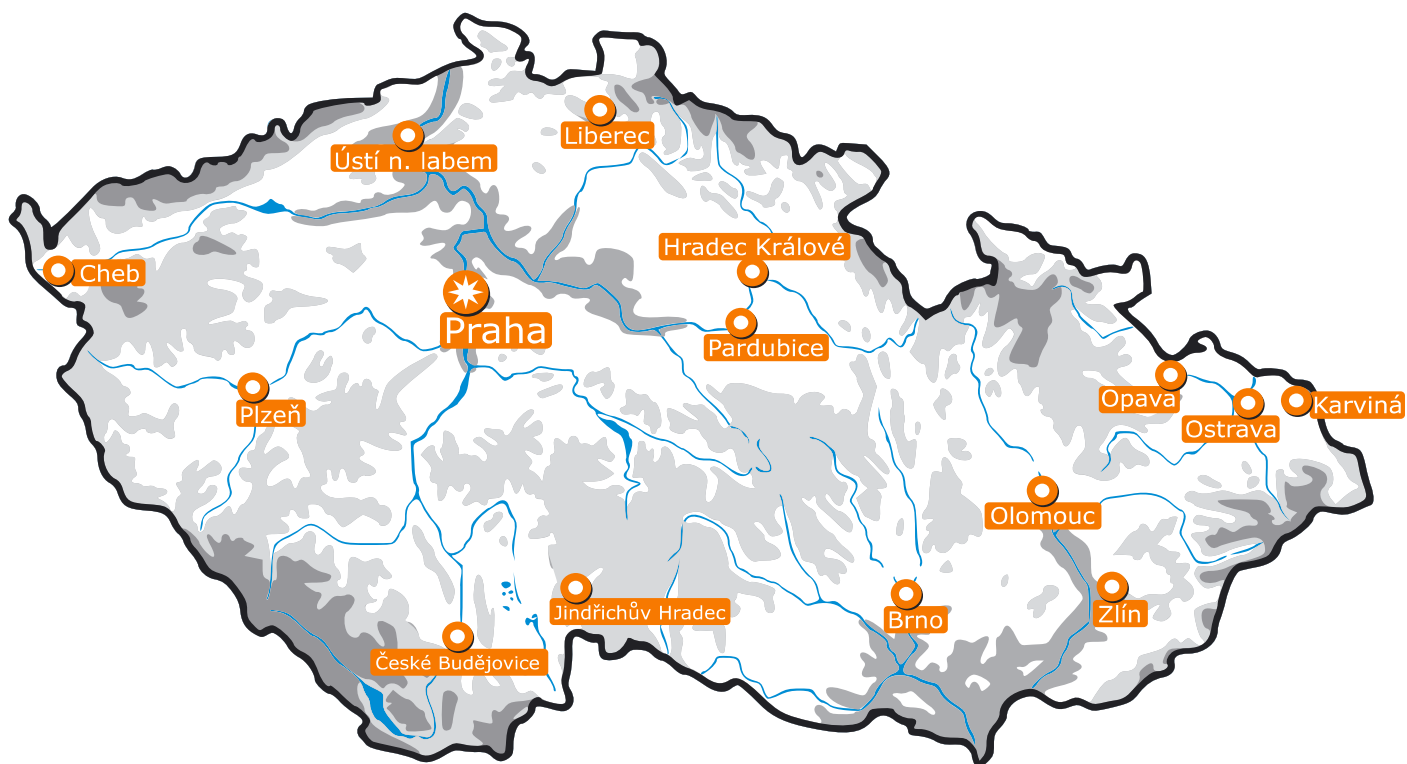 Liberec
Ústí n. labem
Hradec Králové
Cheb
Praha
Pardubice
Opava
Karviná
Plzeň
Ostrava
Olomouc
Jindřichův Hradec
Zlín
Brno
České Budějovice